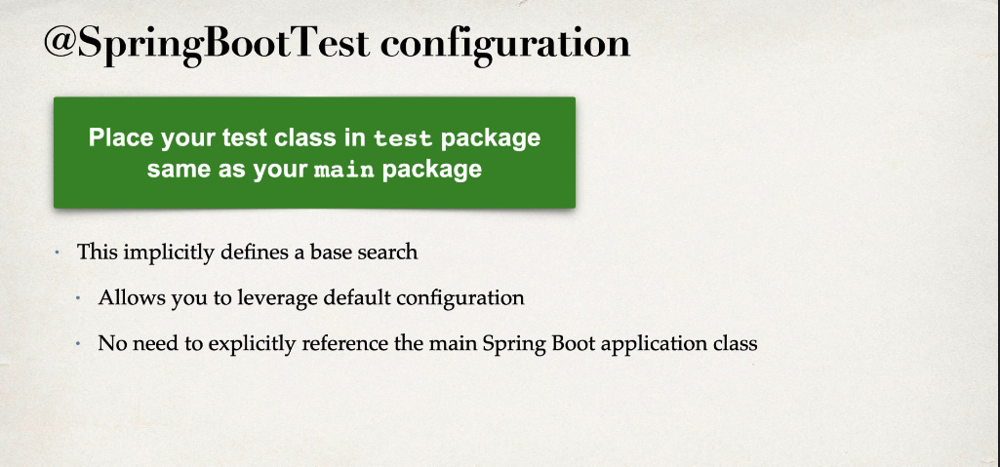 @SpringBootTest configuration
Place your test class in test package
same as your main package
· This implicitly defines a base search
· Allows you to leverage default configuration
· No need to explicitly reference the main Spring Boot application class